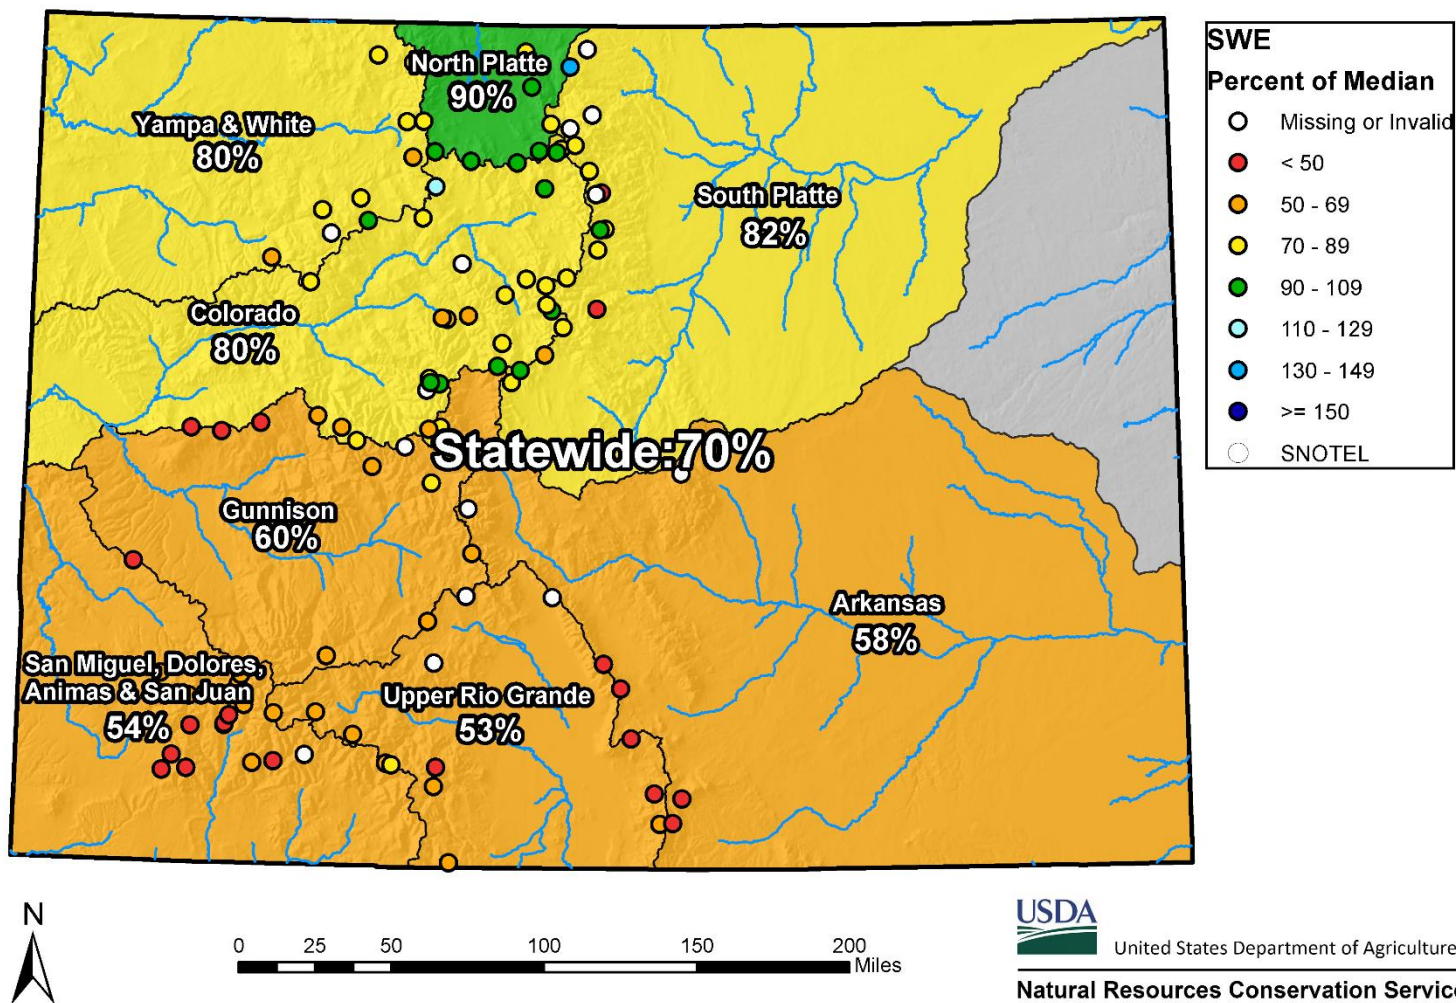 North Platte
90%
Yampa & White
80%
South Platte
82%
Colorado
80%
Statewide:70%
Gunnison
60%
Arkansas
58%
San Miguel, Dolores,
Animas & San Juan
54%
Upper Rio Grande
53%
SWE
Percent of Median
Missing or Invalid
< 50
50 - 69
70 - 89
90 - 109
110 - 129
130 - 149
>= 150
SNOTEL
N
0 25 50 100 150 200
Miles
USDA
United States Department of Agriculture
Natural Resources Conservation Service